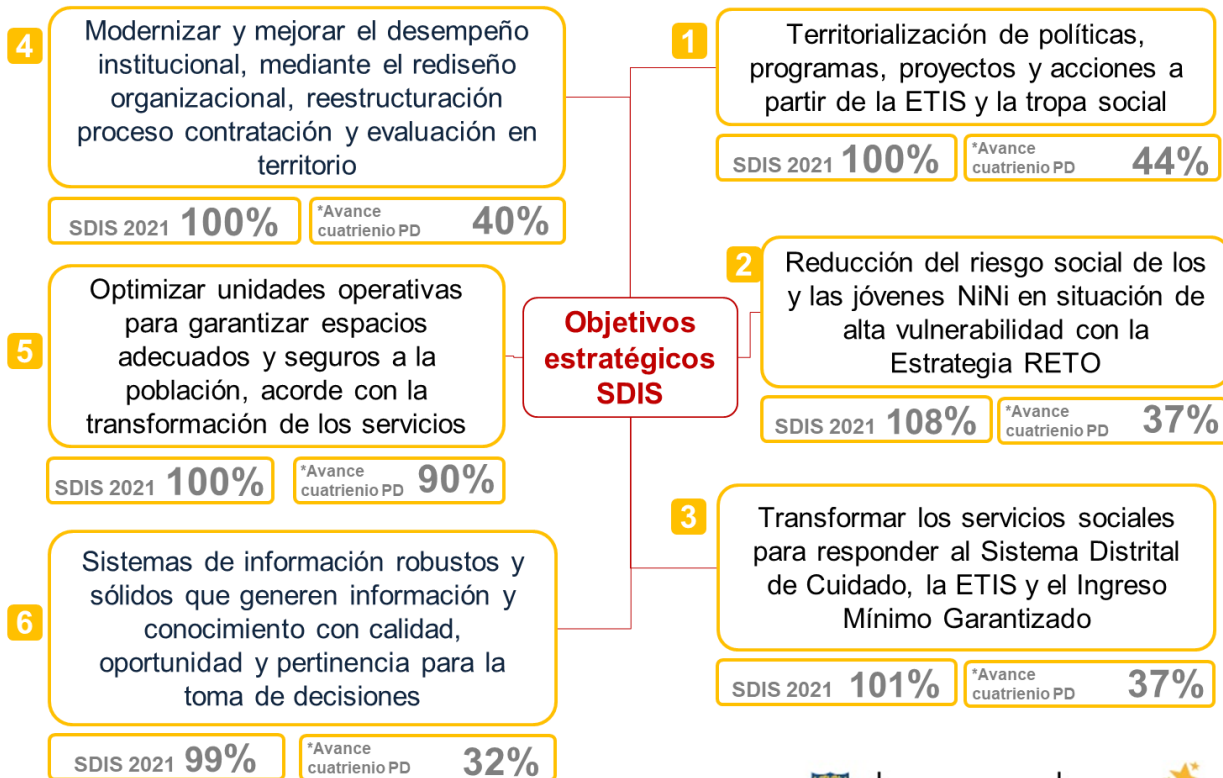 4
Modernizar y mejorar el desempeño
institucional, mediante el rediseño
organizacional, reestructuración
proceso contratación y evaluación en
territorio
SDIS 2021 100%
*Avance
cuatrienio PD 40%
5
Optimizar unidades operativas
para garantizar espacios
adecuados y seguros a la
población, acorde con la
transformación de los servicios
SDIS 2021 100%
*Avance
cuatrienio PD 90%
6
Sistemas de información robustos y
sólidos que generen información y
conocimiento con calidad,
oportunidad y pertinencia para la
toma de decisiones
SDIS 2021 99%
*Avance
cuatrienio PD 32%
Objetivos
estratégicos
SDIS
1
Territorialización de políticas,
programas, proyectos y acciones a
partir de la ETIS y la tropa social
SDIS 2021 100%
*Avance
cuatrienio PD 44%
2
Reducción del riesgo social de los
y las jóvenes NiNi en situación de
alta vulnerabilidad con la
Estrategia RETO
SDIS 2021 108%
*Avance
cuatrienio PD 37%
3
Transformar los servicios sociales
para responder al Sistema Distrital
de Cuidado, la ETIS y el Ingreso
Mínimo Garantizado
SDIS 2021 101%
*Avance
cuatrienio PD 37%